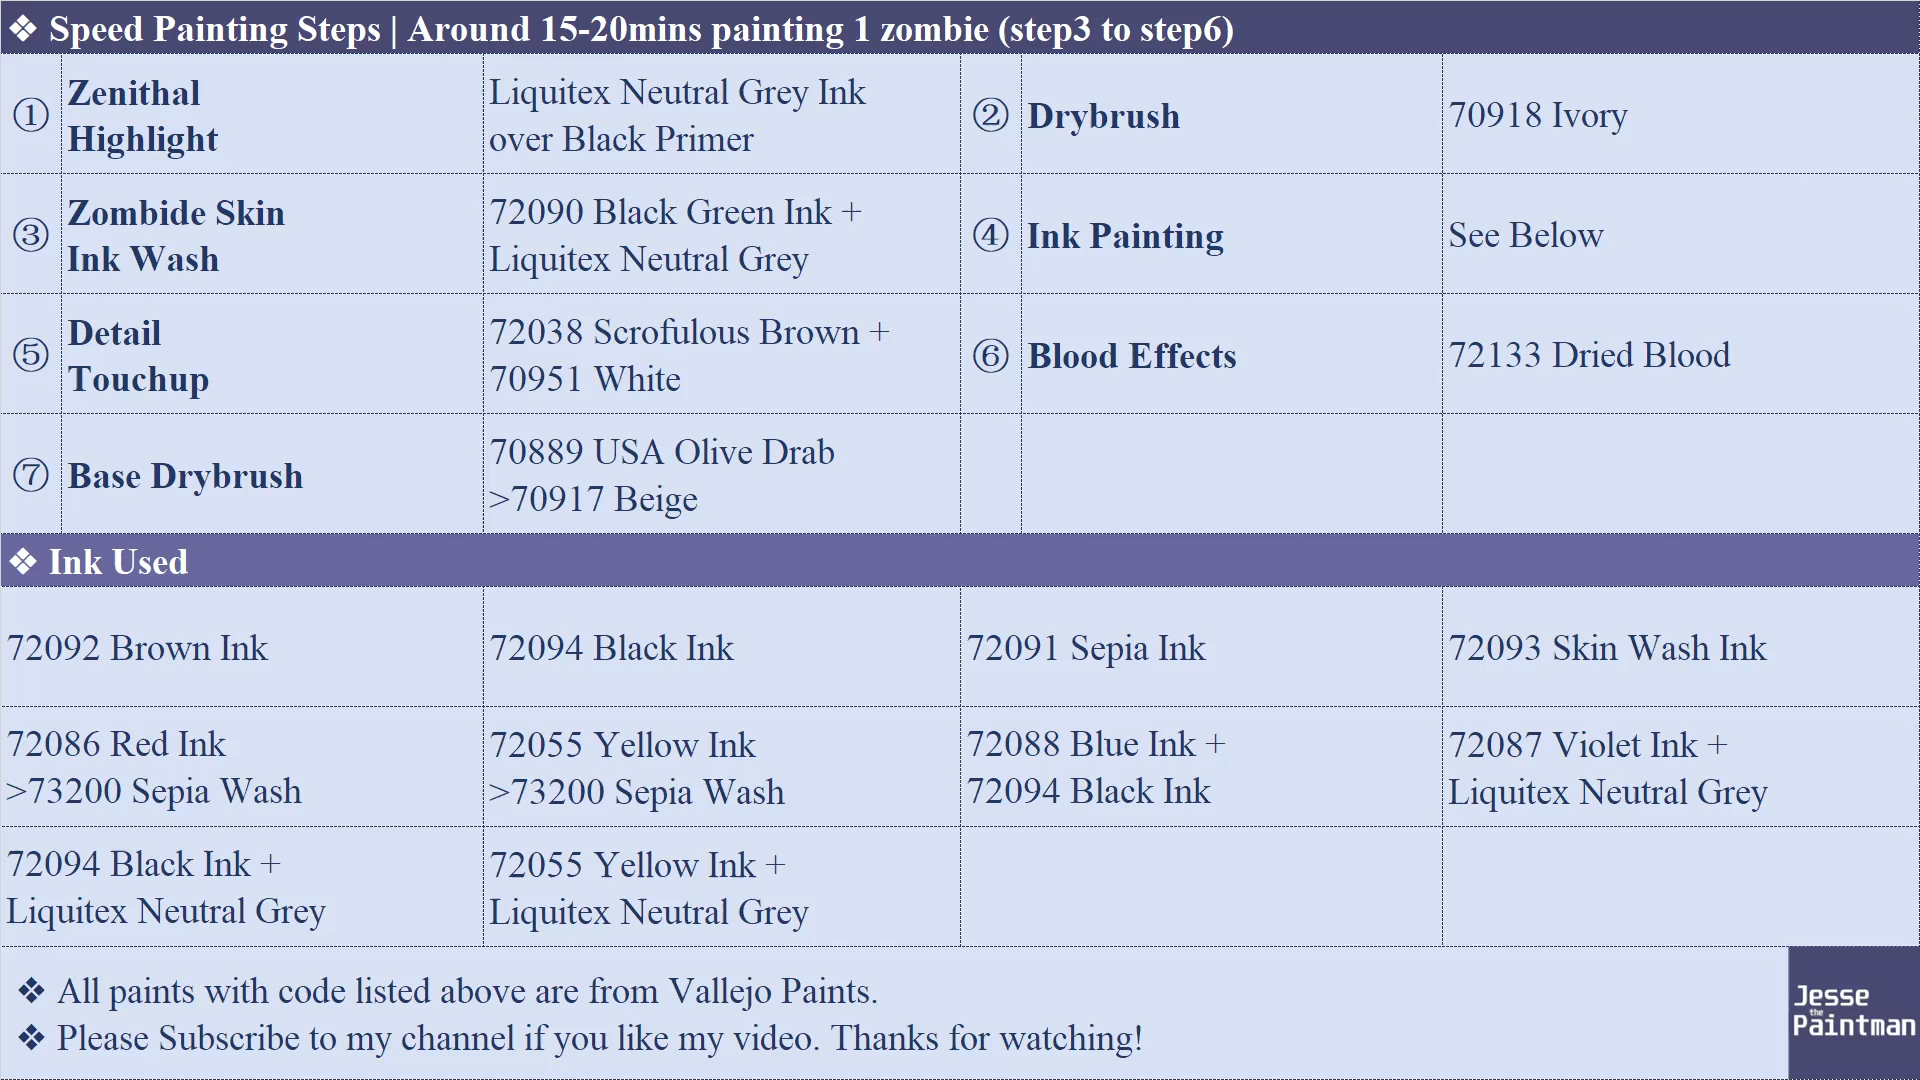 ❖ Speed Painting Steps | Around 15-20mins painting 1 zombie (step3 to step6)
① Zenithal
Highlight
Liquitex Neutral Grey Ink
over Black Primer
② Drybrush
70918 Ivory
③ Zombide Skin
Ink Wash
72090 Black Green Ink +
Liquitex Neutral Grey
④ Ink Painting
See Below
⑤ Detail
Touchup
72038 Scrofulous Brown +
70951 White
⑥ Blood Effects
72133 Dried Blood
⑦ Base Drybrush
70889 USA Olive Drab
>70917 Beige
❖ Ink Used
72092 Brown Ink
72094 Black Ink
72091 Sepia Ink
72093 Skin Wash Ink
72086 Red Ink
>73200 Sepia Wash
72055 Yellow Ink
>73200 Sepia Wash
72088 Blue Ink +
72094 Black Ink
72087 Violet Ink +
Liquitex Neutral Grey
72094 Black Ink +
Liquitex Neutral Grey
72055 Yellow Ink +
Liquitex Neutral Grey
❖ All paints with code listed above are from Vallejo Paints.
❖ Please Subscribe to my channel if you like my video. Thanks for watching!
Jesse
the
Paintman